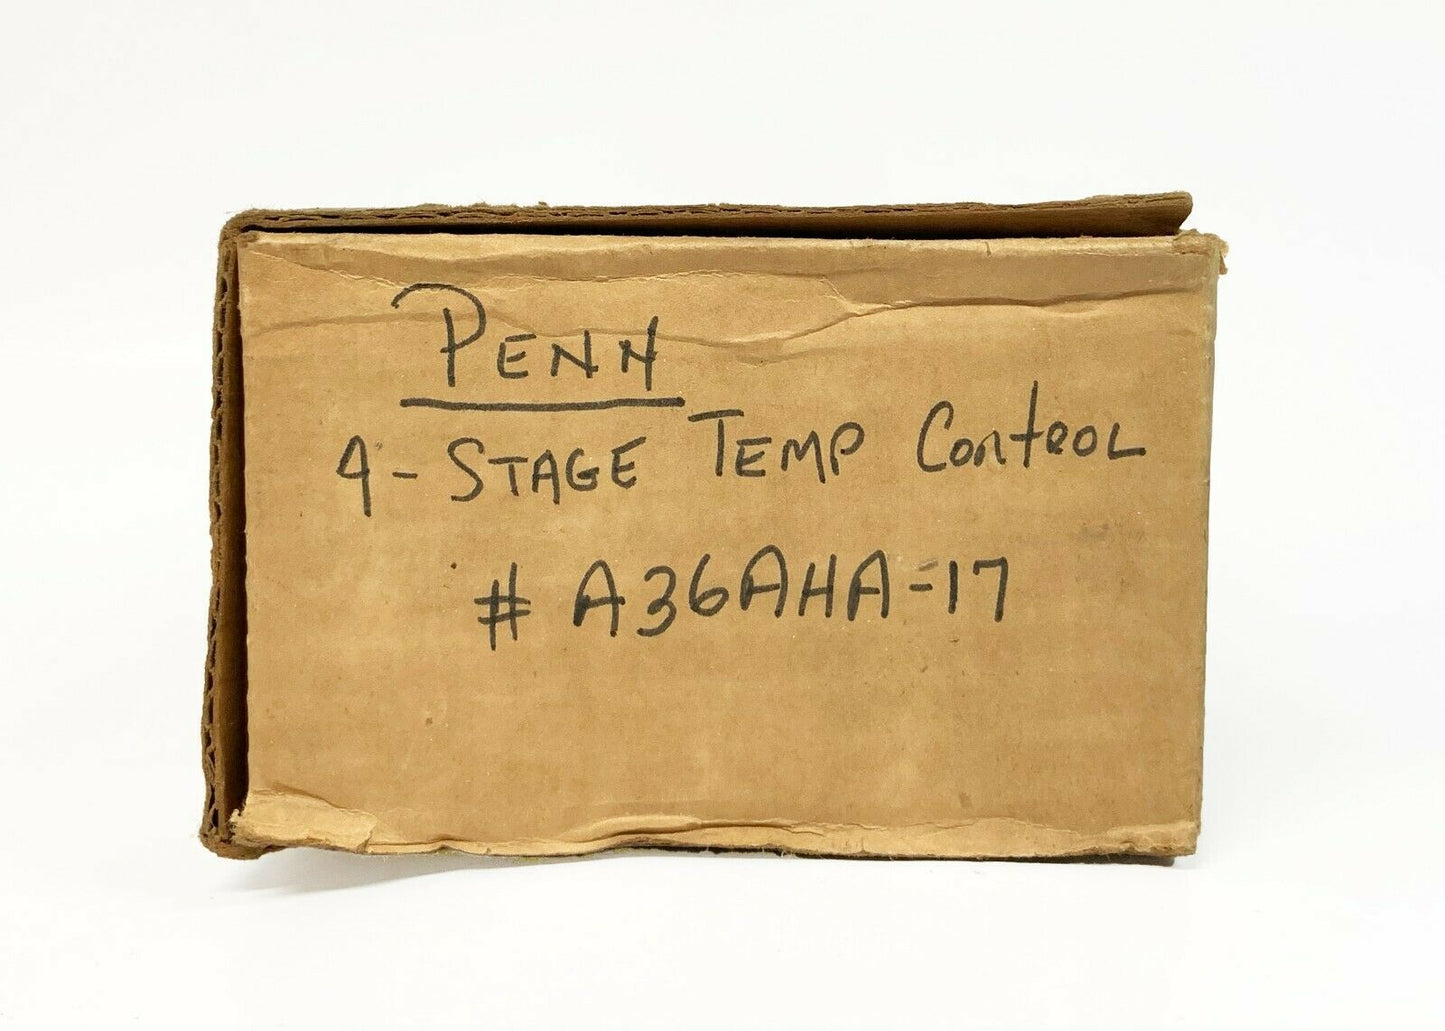 PENN
4-STAGE TEMP CONTROL
# A36AHA-17